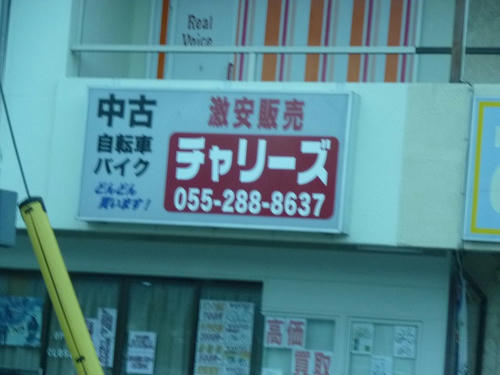 Real
Voice
中古
自転車
バイク
どんどん
買います!
激安販売
チャリーズ
055-288-8637
高価
買取